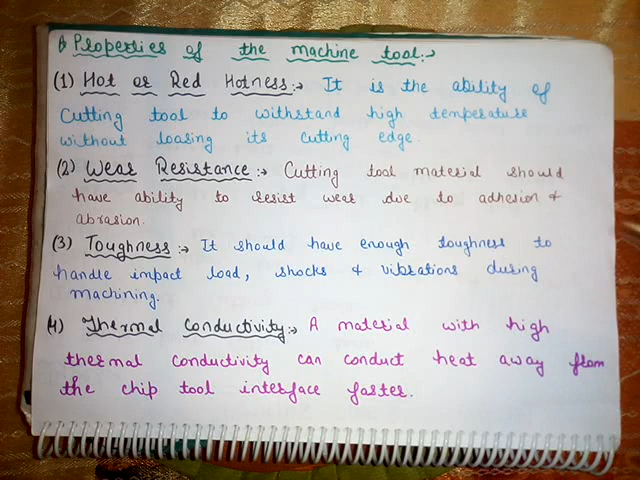 Properties of the machine tool:→
(1) Hot or Red Hotness:→ It is the ability of
Cutting tool to withstand high temperature
without loasing its cutting edge.
(2) Wear Resistance:→ Cutting tool material should
have ability to resist wear due to adhesion &
abrasion.
(3) Toughness:→ It should have enough toughness to
handle impact load, shocks & vibrations during
machining.
(4) Thermal Conductivity:→ A material with high
thermal conductivity can conduct heat away from
the chip tool interface faster.